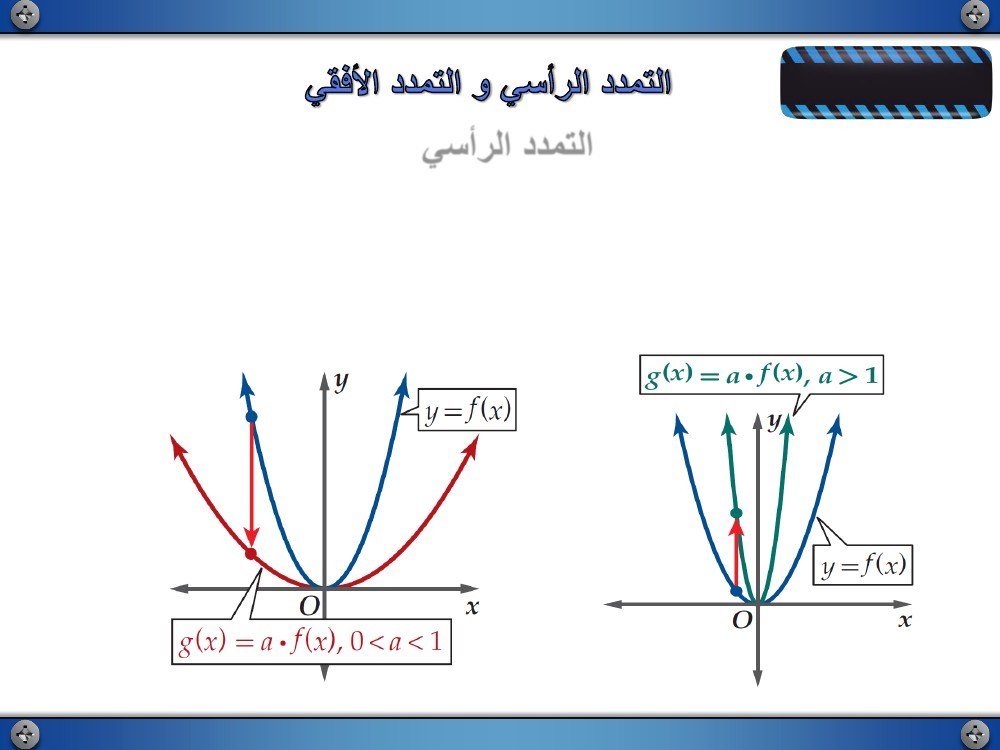 التمدد الرأسي و التمدد الأفقي
التمدد الرأسي
g(x) = a • f(x), a > 1
y
x
O
y = f(x)
y
x
O
y = f(x)
g(x) = a • f(x), 0 < a < 1